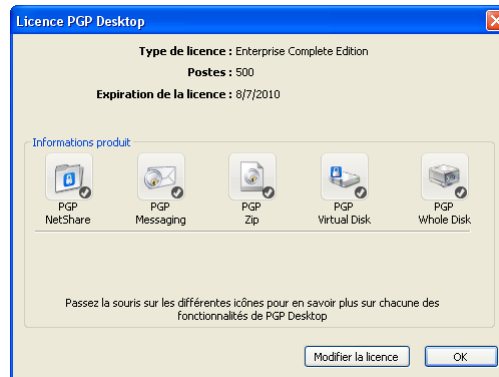 Licence PGP Desktop
Type de licence : Enterprise Complete Edition
Postes : 500
Expiration de la licence : 8/7/2010
Informations produit
PGP NetShare
PGP Messaging
PGP Zip
PGP Virtual Disk
PGP Whole Disk
Passez la souris sur les différentes icônes pour en savoir plus sur chacune des
fonctionnalités de PGP Desktop
Modifier la licence
OK